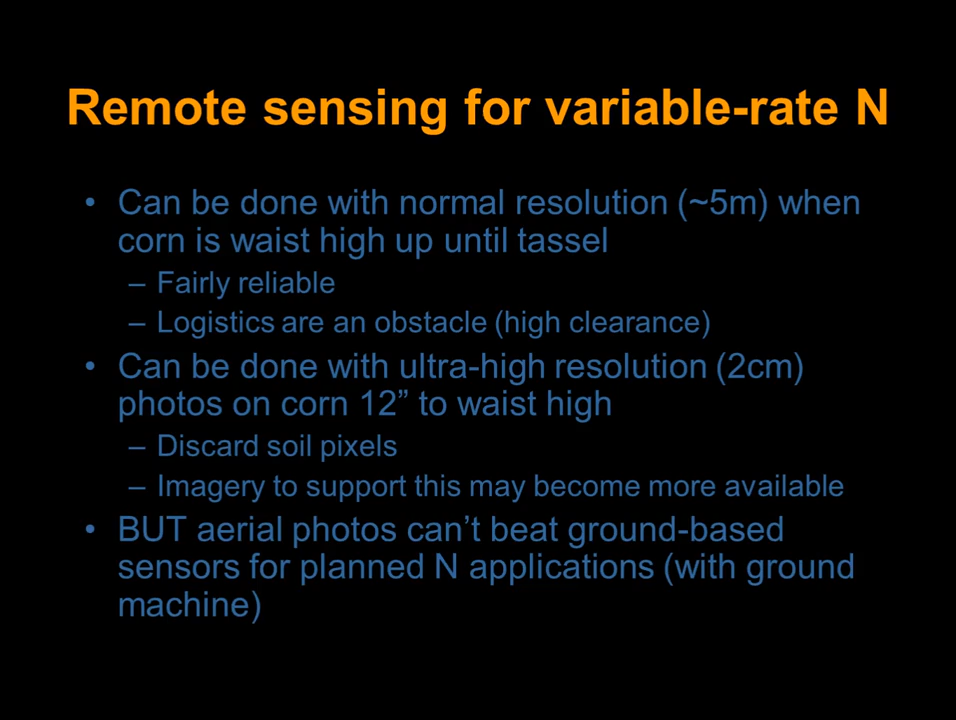 Remote sensing for variable-rate N
• Can be done with normal resolution (~5m) when
corn is waist high up until tassel
– Fairly reliable
– Logistics are an obstacle (high clearance)
• Can be done with ultra-high resolution (2cm)
photos on corn 12” to waist high
– Discard soil pixels
– Imagery to support this may become more available
• BUT aerial photos can’t beat ground-based
sensors for planned N applications (with ground
machine)